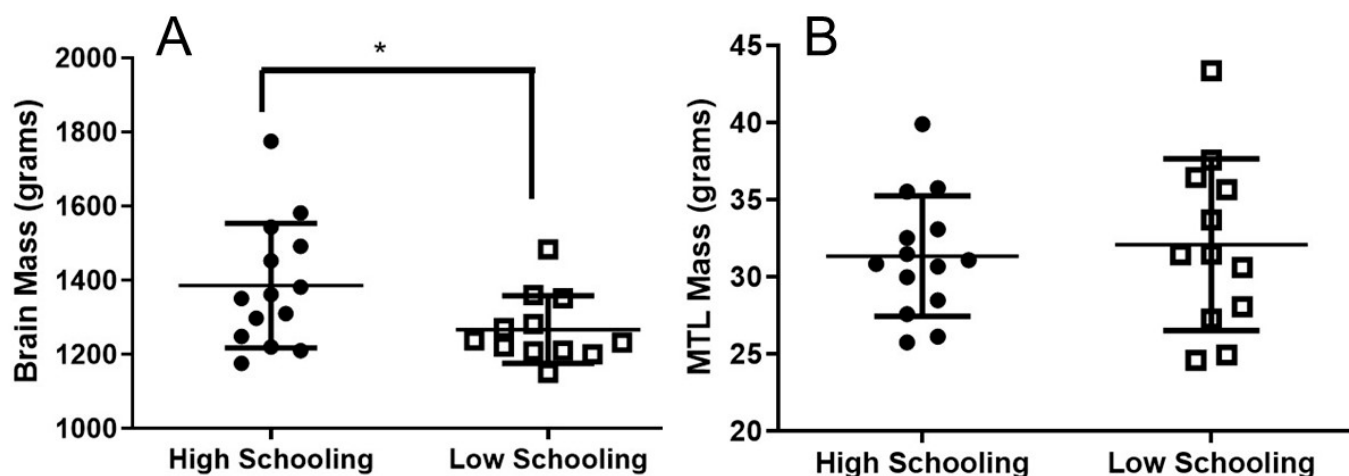 A
*
Brain Mass (grams)
2000
1800
1600
1400
1200
1000
High Schooling
Low Schooling
B
MTL Mass (grams)
45
40
35
30
25
20
High Schooling
Low Schooling